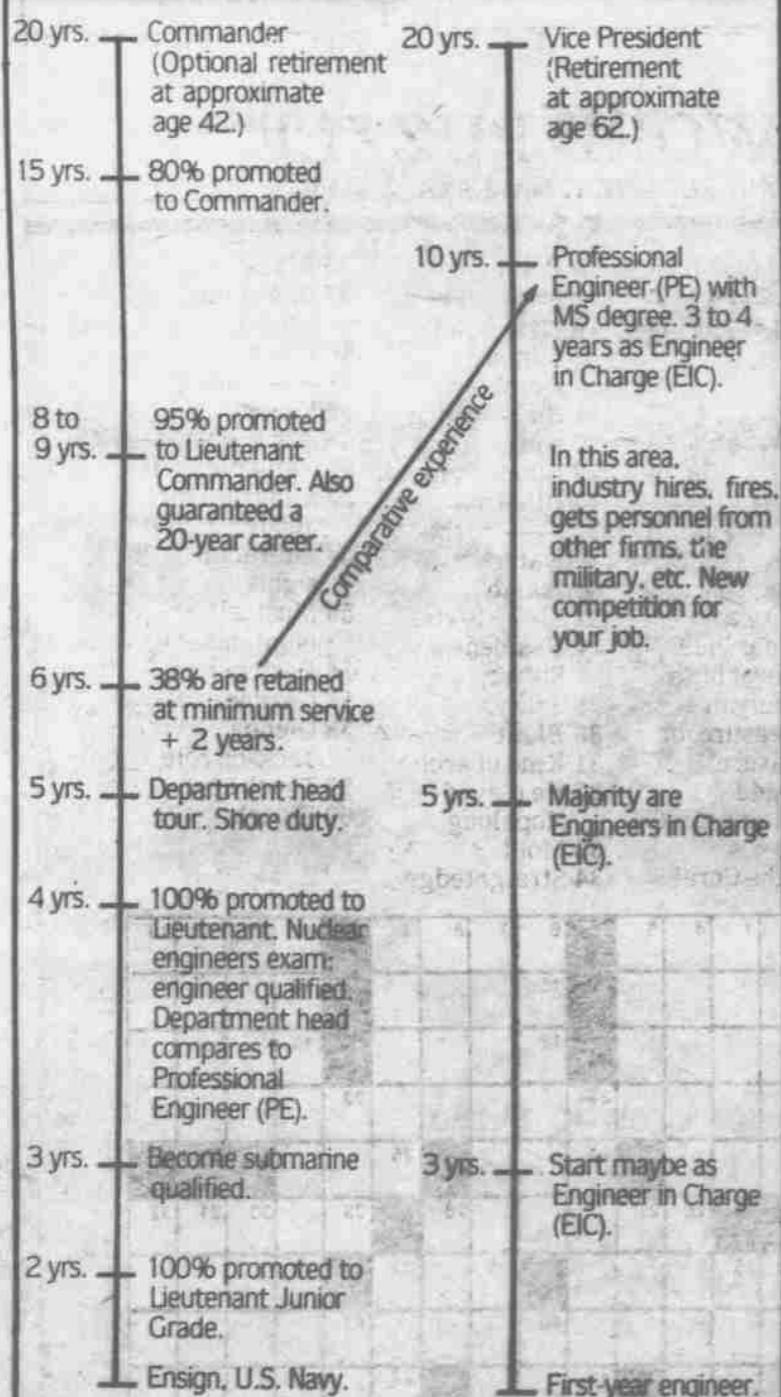 20 yrs.
Commander
(Optional retirement
at approximate
age 42.)
15 yrs.
80% promoted
to Commander.
8 to
9 yrs.
95% promoted
to Lieutenant
Commander. Also
guaranteed a
20-year career.
6 yrs.
38% are retained
at minimum service
+ 2 years.
5 yrs.
Department head
tour. Shore duty.
4 yrs.
100% promoted to
Lieutenant. Nuclear
engineers exam:
engineer qualified.
Department head
compares to
Professional
Engineer (PE).
3 yrs.
Become submarine
qualified.
2 yrs.
100% promoted to
Lieutenant Junior
Grade.
Ensign, U.S. Navy.
Comparative experience
20 yrs.
Vice President
(Retirement
at approximate
age 62.)
10 yrs.
Professional
Engineer (PE) with
MS degree. 3 to 4
years as Engineer
in Charge (EIC).
In this area,
industry hires, fires,
gets personnel from
other firms, the
military, etc. New
competition for
your job.
5 yrs.
Majority are
Engineers in Charge
(EIC).
3 yrs.
Start maybe as
Engineer in Charge
(EIC).
First-year engineer.